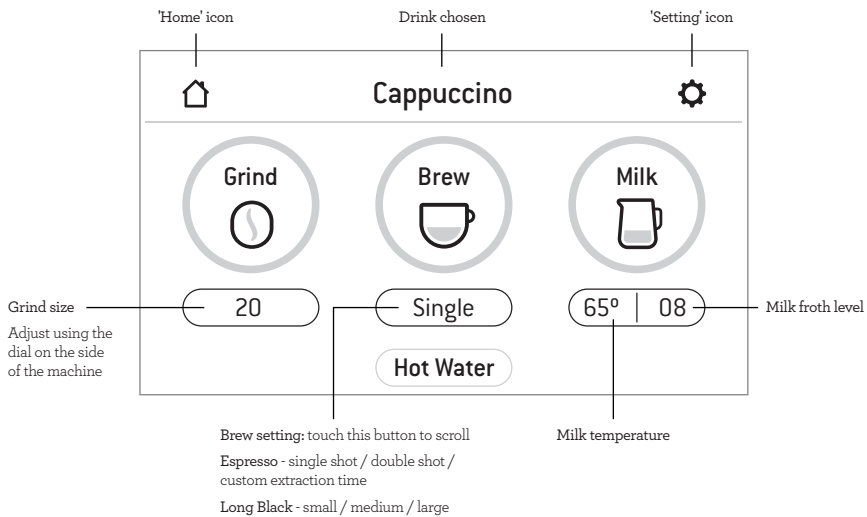 'Home' icon
Drink chosen
'Setting' icon
Cappuccino
Grind
Brew
Milk
Grind size
20
Single
65º | 08
Milk froth level
Adjust using the
dial on the side
of the machine
Hot Water
Brew setting: touch this button to scroll
Milk temperature
Espresso - single shot / double shot /
custom extraction time
Long Black - small / medium / large